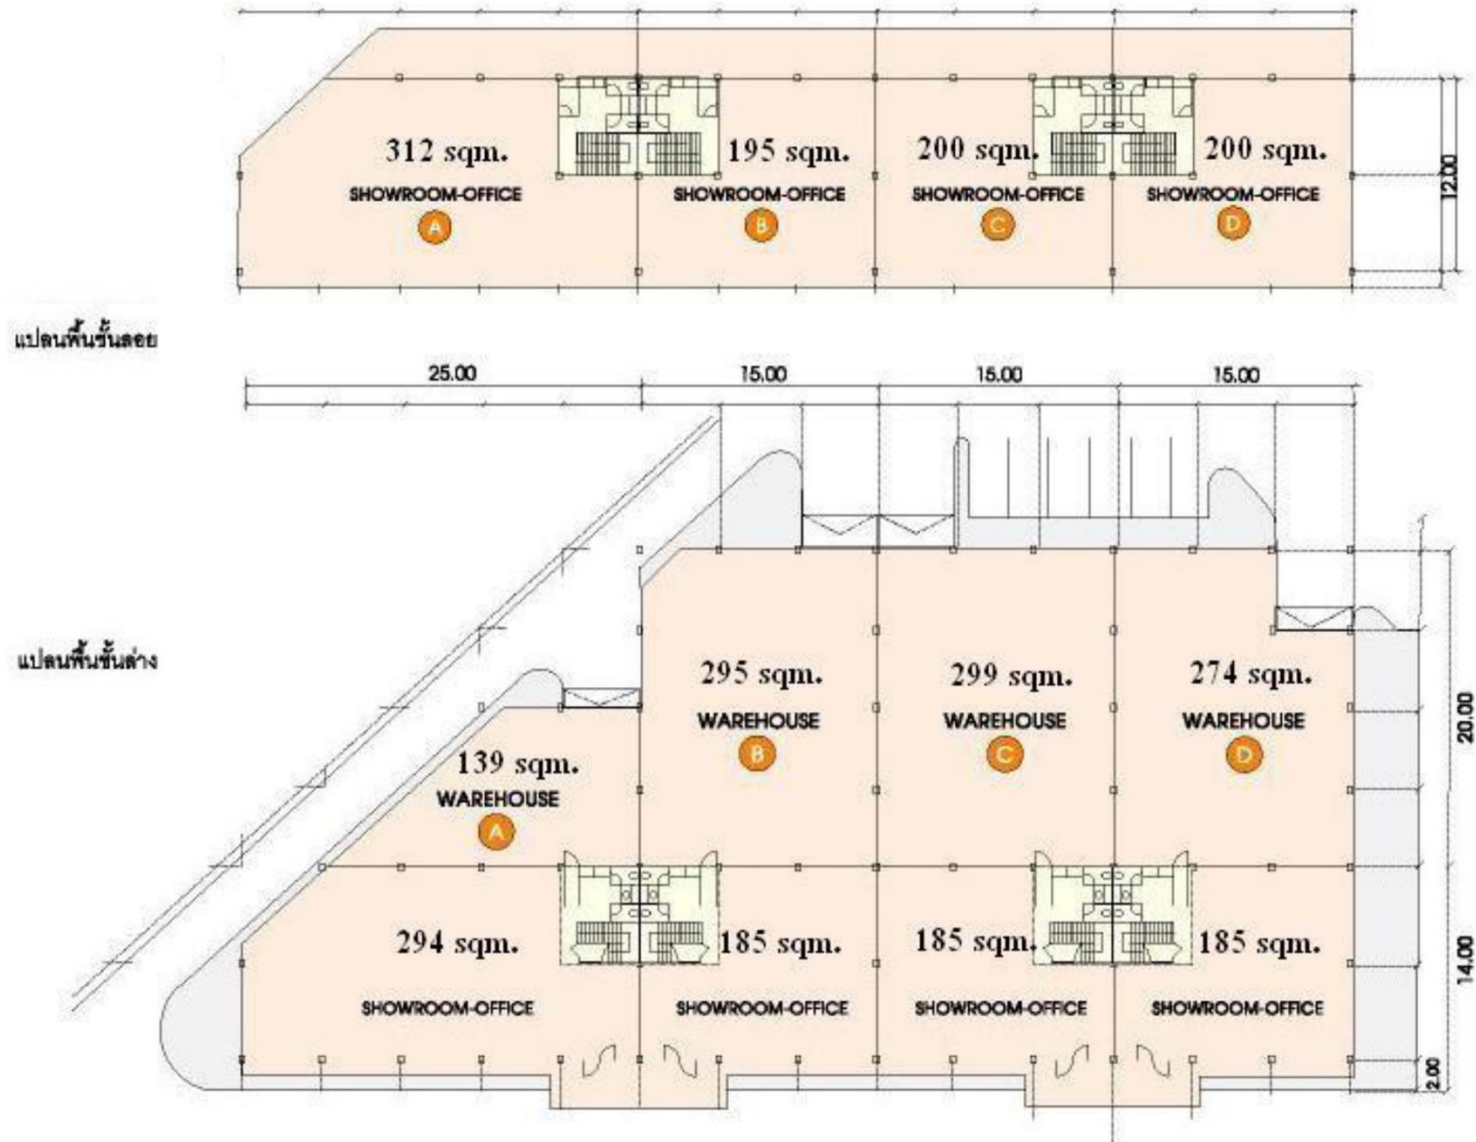 312 sqm.
195 sqm.
200 sqm.
200 sqm.
SHOWROOM-OFFICE
SHOWROOM-OFFICE
SHOWROOM-OFFICE
SHOWROOM-OFFICE
A
B
C
D
12.00
แปลนพื้นชั้นลอย
25.00
15.00
15.00
15.00
แปลนพื้นชั้นล่าง
295 sqm.
299 sqm.
274 sqm.
WAREHOUSE
WAREHOUSE
WAREHOUSE
B
C
D
20.00
139 sqm.
WAREHOUSE
A
294 sqm.
185 sqm.
185 sqm.
185 sqm.
14.00
SHOWROOM-OFFICE
SHOWROOM-OFFICE
SHOWROOM-OFFICE
SHOWROOM-OFFICE
2.00